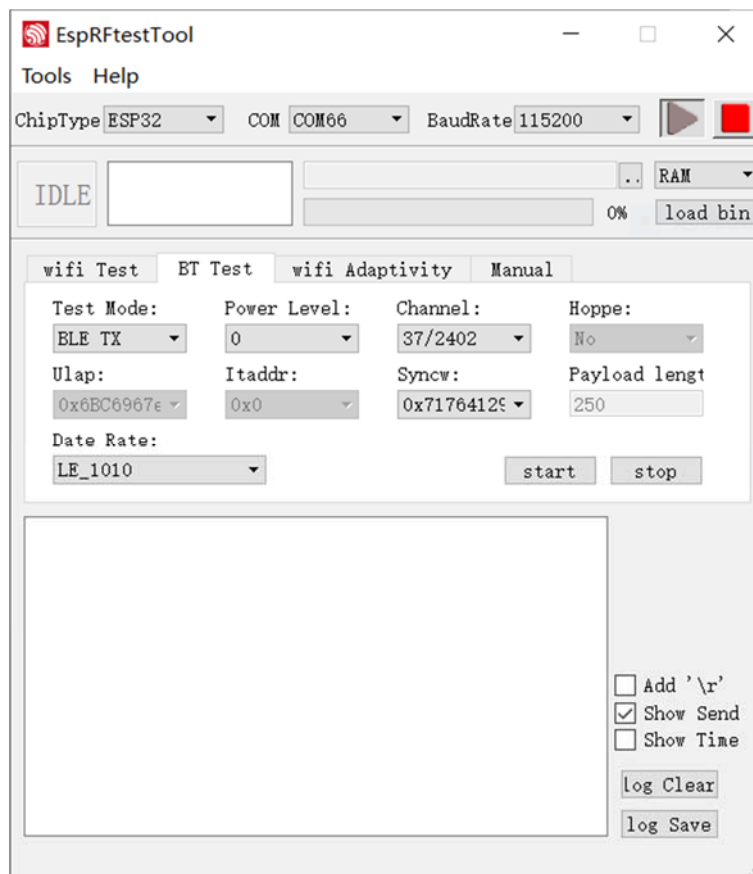 EspRFtestTool
Tools Help
ChipType ESP32 COM COM66 BaudRate 115200
IDLE .. RAM
0% load bin
wifi Test BT Test wifi Adaptivity Manual
Test Mode: Power Level: Channel: Hoppe:
BLE TX 0 37/2402 No
Ulap: Itaddr: Syncw: Payload lengt
0x6BC6967e 0x0 0x71764129 250
Date Rate:
LE_1010 start stop
Add '\r'
Show Send
Show Time
log Clear
log Save